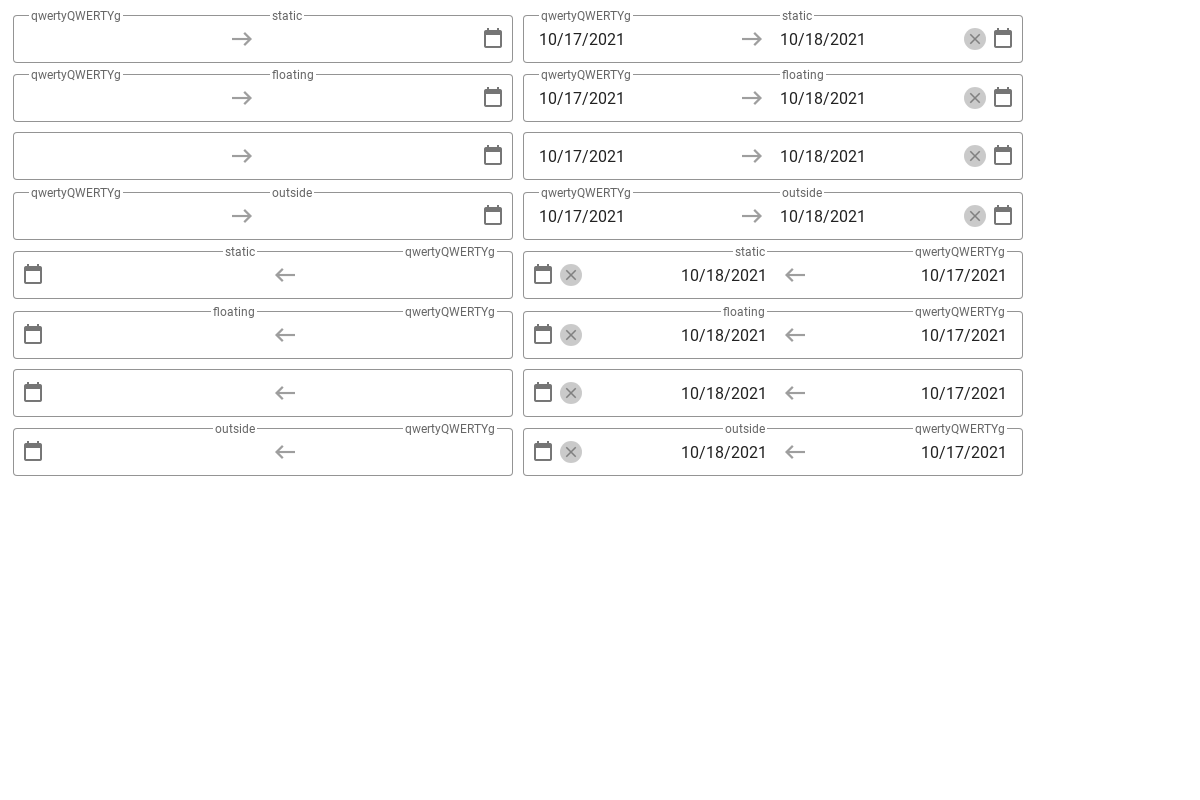 qwertyQWERTYg static qwertyQWERTYg static
10/17/2021 10/18/2021
qwertyQWERTYg floating qwertyQWERTYg floating
10/17/2021 10/18/2021
10/17/2021 10/18/2021
qwertyQWERTYg outside qwertyQWERTYg outside
10/17/2021 10/18/2021
static qwertyQWERTYg static qwertyQWERTYg
10/18/2021 10/17/2021
floating qwertyQWERTYg floating qwertyQWERTYg
10/18/2021 10/17/2021
10/18/2021 10/17/2021
outside qwertyQWERTYg outside qwertyQWERTYg
10/18/2021 10/17/2021